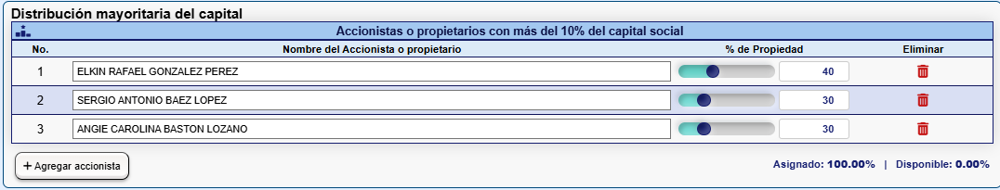 Distribución mayoritaria del capital
Accionistas o propietarios con más del 10% del capital social
No. Nombre del Accionista o propietario % de Propiedad Eliminar
1 ELKIN RAFAEL GONZALEZ PEREZ 40
2 SERGIO ANTONIO BAEZ LOPEZ 30
3 ANGIE CAROLINA BASTON LOZANO 30
+ Agregar accionista Asignado: 100.00% | Disponible: 0.00%